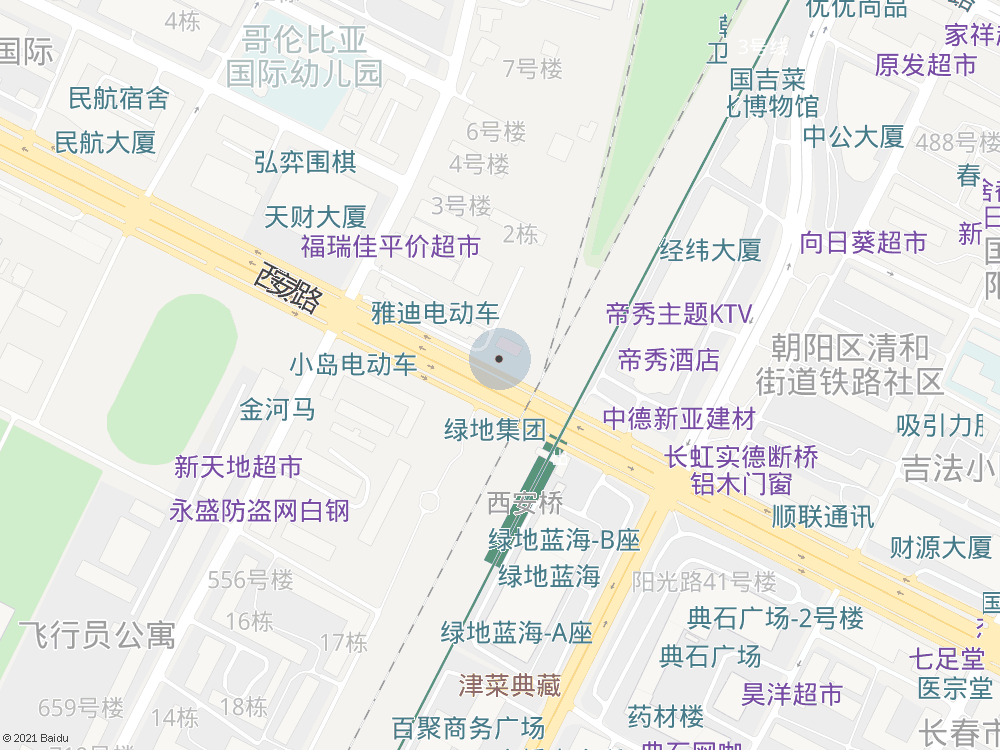 4栋
优优尚品
国际
哥伦比亚
国际幼儿园
3号线
家祥
原发超市
7号楼
国吉菜
博物馆
民航宿舍
民航大厦
弘弈围棋
6号楼
4号楼
中公大厦
488号楼
春
3号楼
天财大厦
福瑞佳平价超市
2栋
经纬大厦
向日葵超市
新
日
西安路
雅迪电动车
帝秀主题KTV
小岛电动车
帝秀酒店
朝阳区清和
街道铁路社区
金河马
绿地集团
中德新亚建材
吸引力
新天地超市
长虹实德断桥
铝木门窗
吉法小
永盛防盗网白钢
西安桥
顺联通讯
绿地蓝海-B座
财源大厦
556号楼
绿地蓝海
阳光路41号楼
国
16栋
典石广场-2号楼
飞行员公寓
17栋
绿地蓝海-A座
典石广场
七足堂
659号楼
18栋
14栋
津菜典藏
昊洋超市
医宗堂
百聚商务广场
药材楼
长春市
© 2021 Baidu